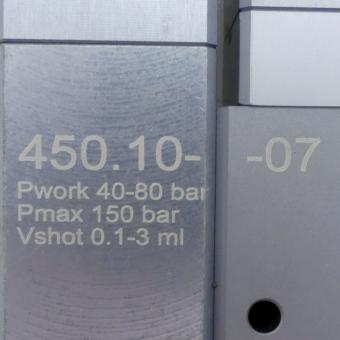 450.10- -07
Pwork 40-80 bar
Pmax 150 bar
Vshot 0.1-3 ml